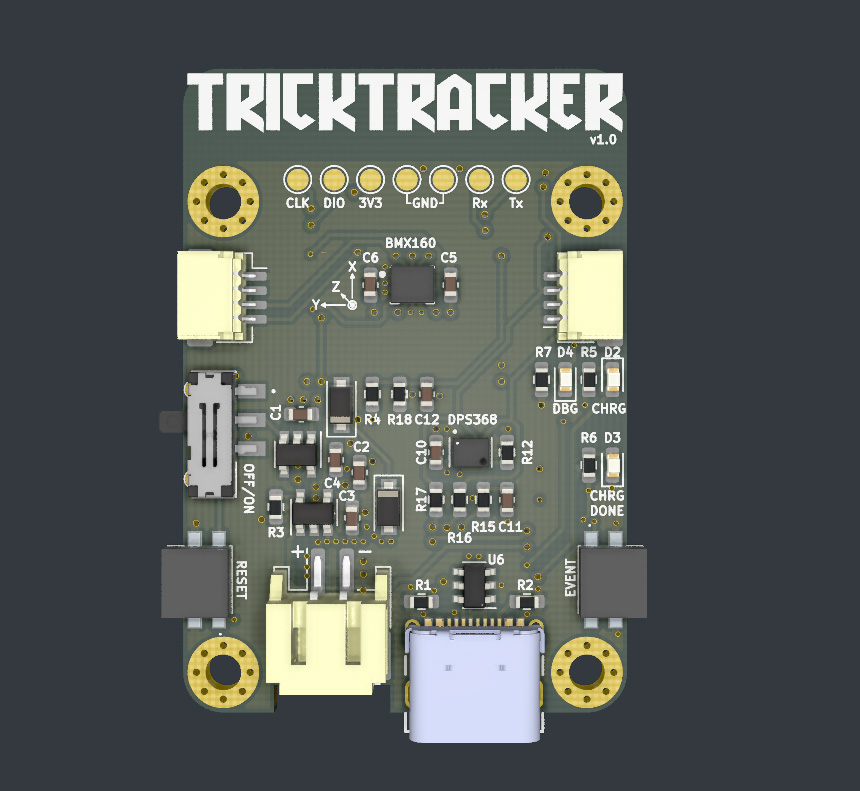 TRICKTRACKER
v1.0
CLK DIO 3V3 GND Rx Tx
BMX160
C6 C5
X
Z
Y
R7 D4 R5 D2
DBG CHRG
C1
R4 R18 C12 DPS368
C2
C10 R12
R6 D3
C4
OFF/ON
C3
R17
CHRG
DONE
R3
R15 C11
R16
+ −
U6
RESET
EVENT
R1 R2